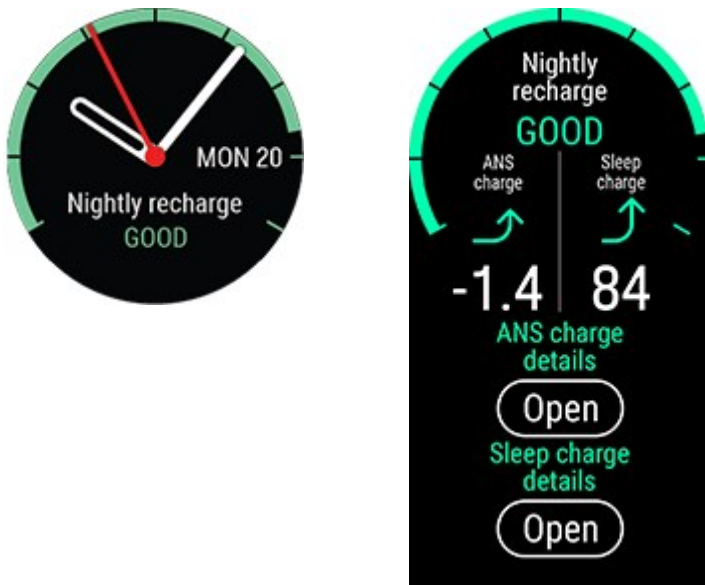 MON 20
Nightly recharge
GOOD
Nightly
recharge
GOOD
ANS
charge
Sleep
charge
-1.4
84
ANS charge
details
Open
Sleep charge
details
Open